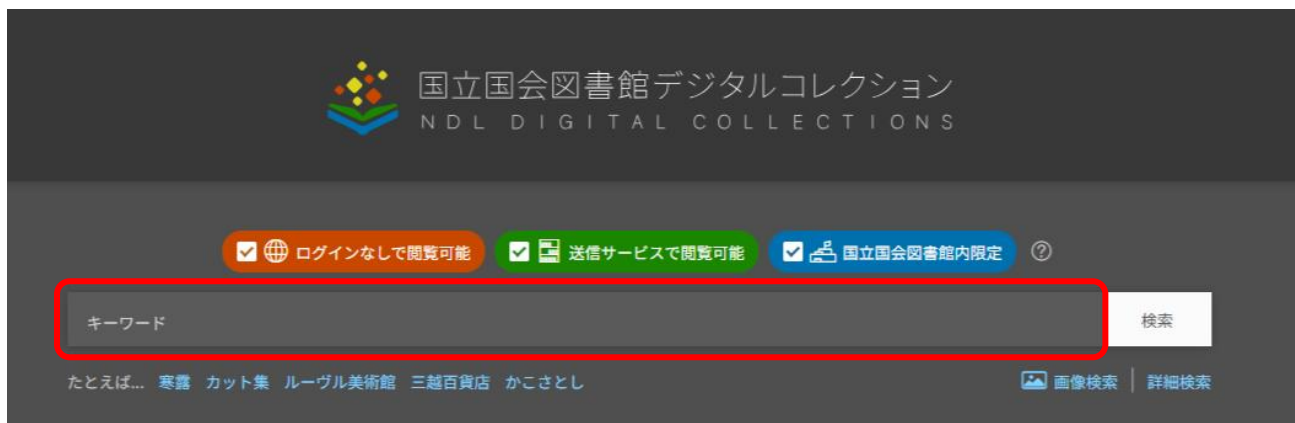 国立国会図書館デジタルコレクション
NDL DIGITAL COLLECTIONS
ログインなしで閲覧可能 送信サービスで閲覧可能 国立国会図書館内限定 ?
キーワード 検索
たとえば... 寒露 カット集 ルーヴル美術館 三越百貨店 かこさとし 画像検索 | 詳細検索